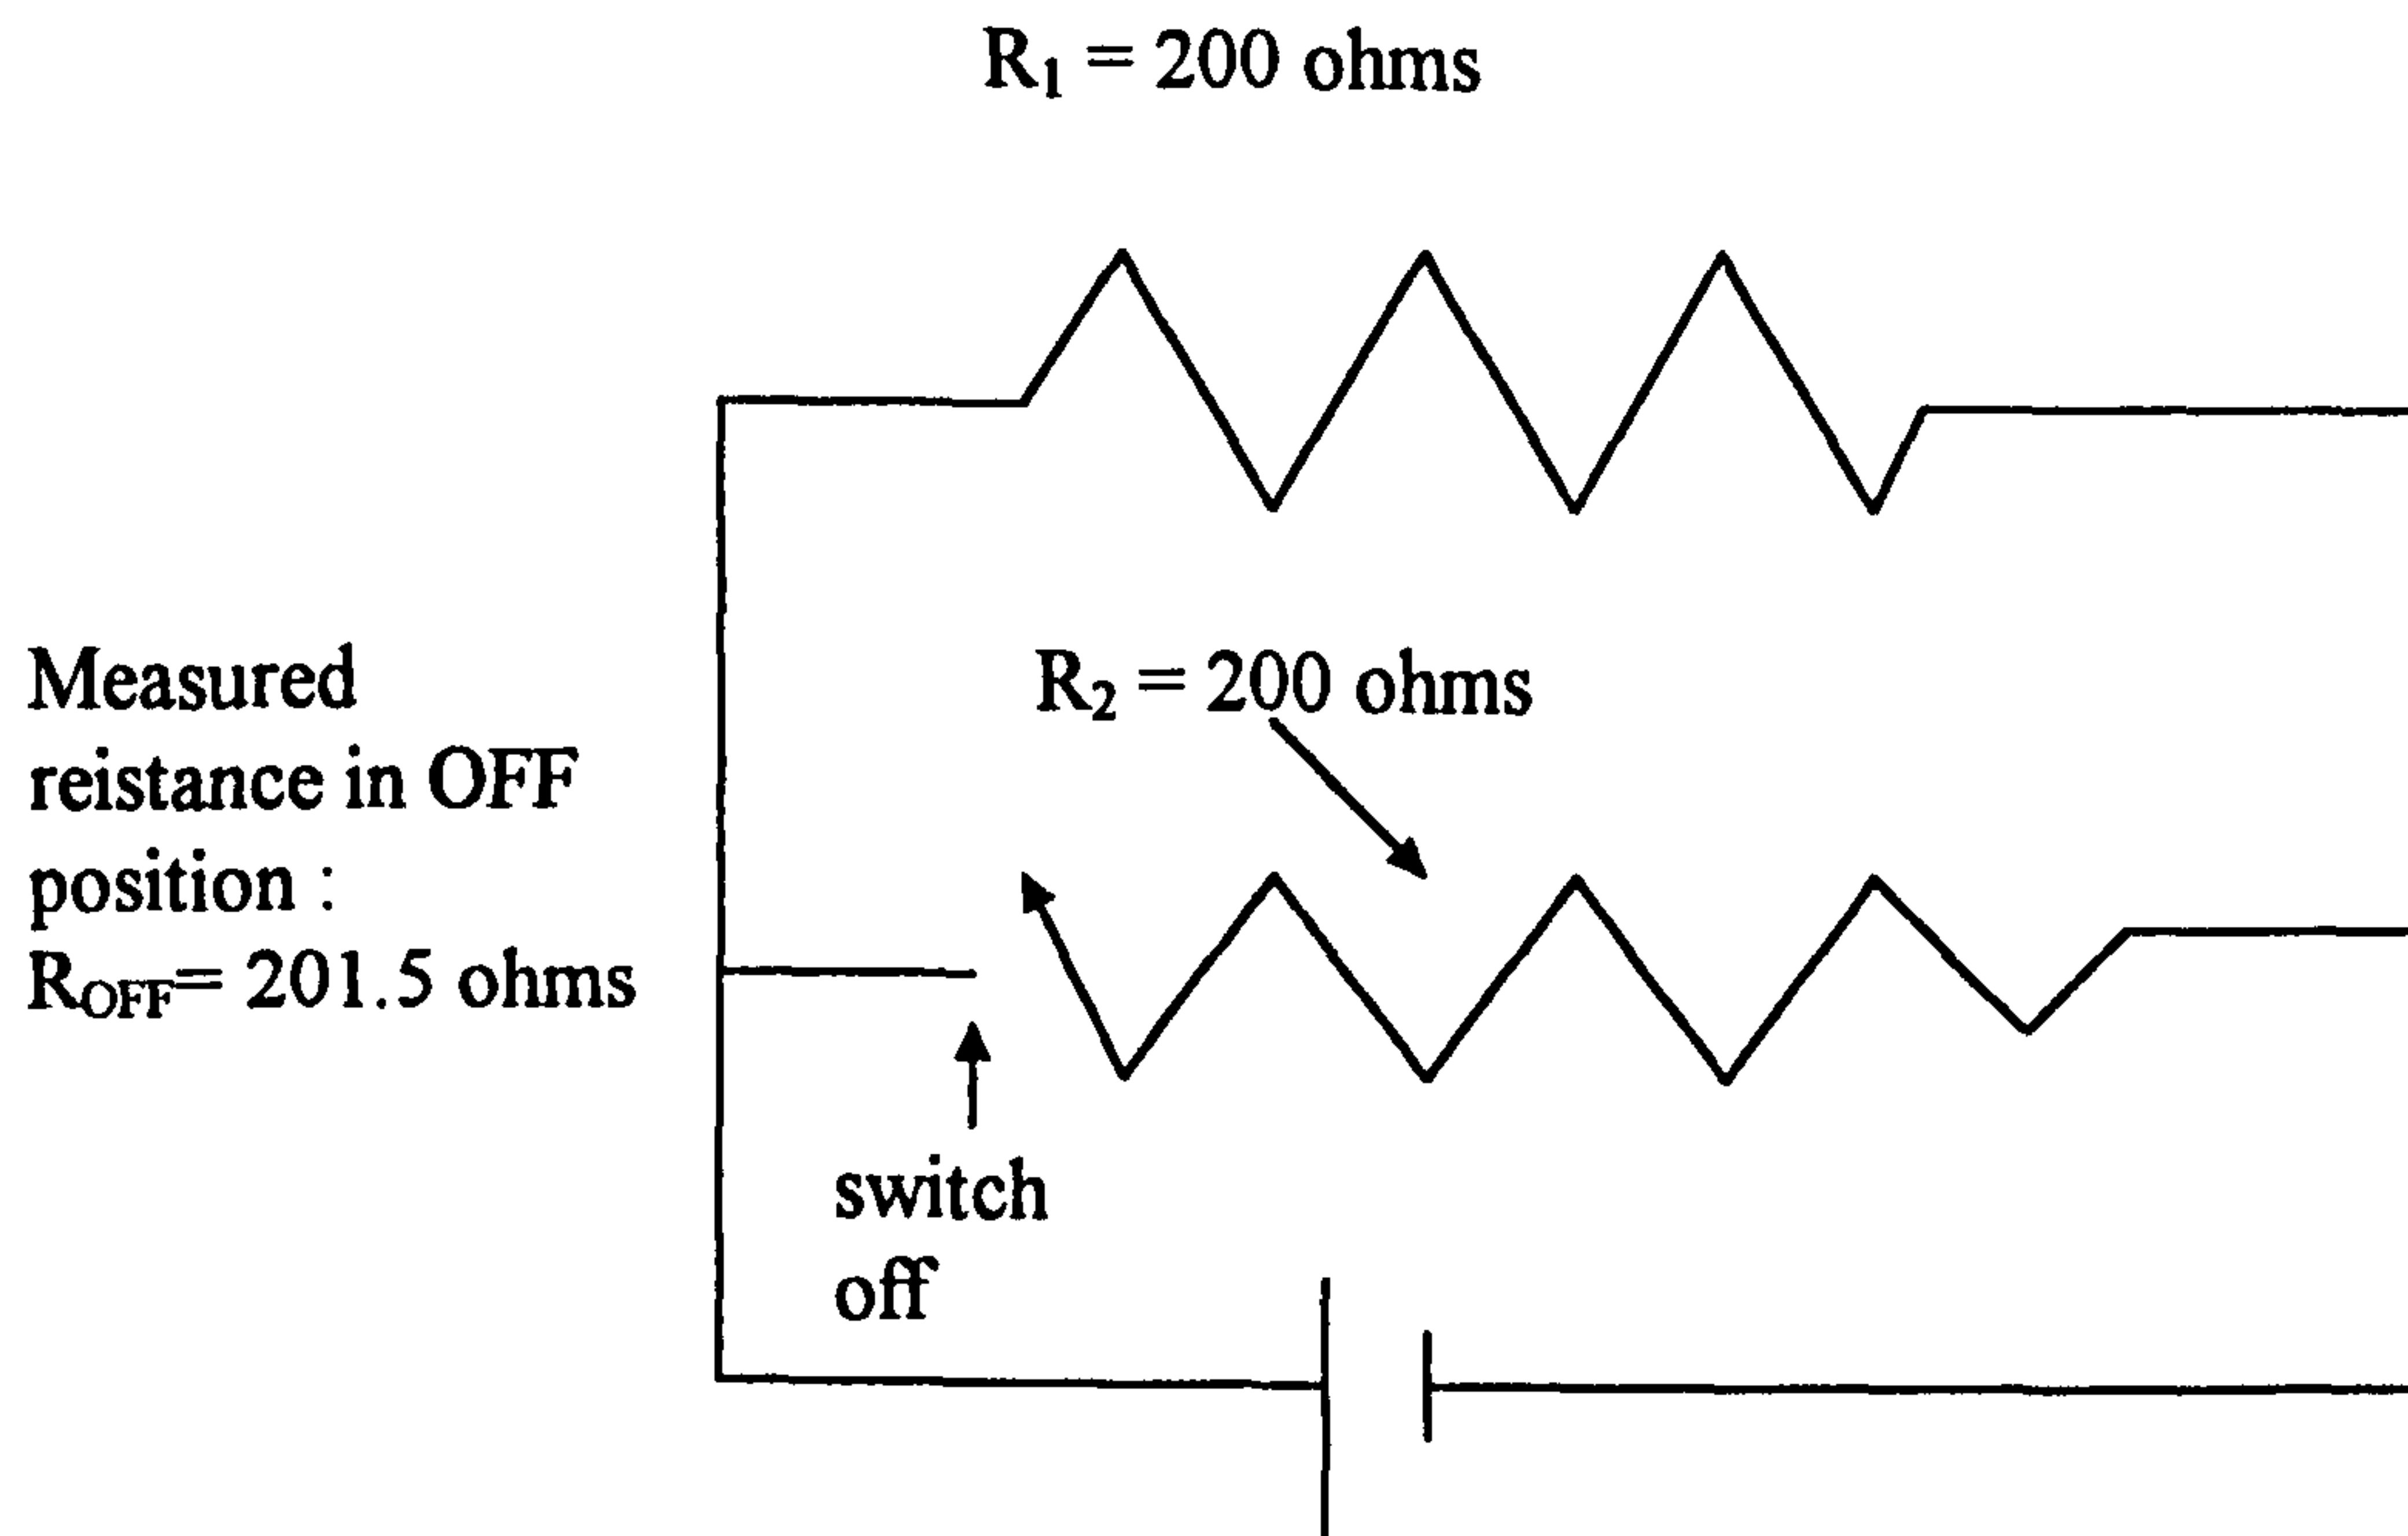 R₁ = 200 ohms
R₂ = 200 ohms
Measured
reistance in OFF
position :
R_OFF= 201.5 ohms
switch
off